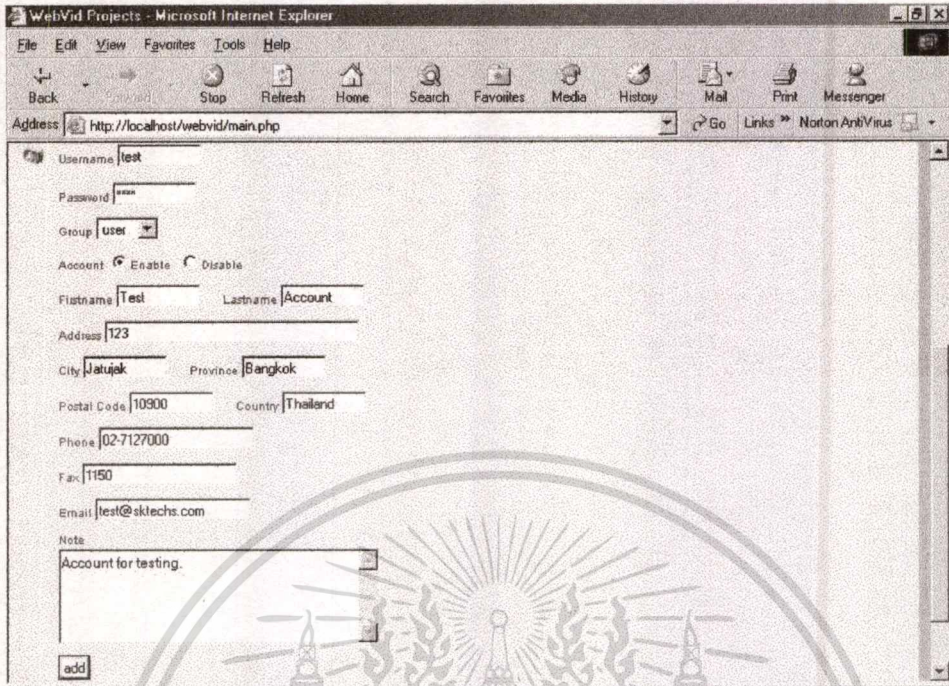 WebVid Projects - Microsoft Internet Explorer
File Edit View Favorites Tools Help
Back Forward Stop Refresh Home Search Favorites Media History Mail Print Messenger
Address http://localhost/webvid/main.php Go Links » Norton AntiVirus
Username test
Password ****
Group user
Account Enable Disable
Firstname Test Lastname Account
Address 123
City Jatujak Province Bangkok
Postal Code 10900 Country Thailand
Phone 02-7127000
Fax 1150
Email test@sktechs.com
Note
Account for testing.
add